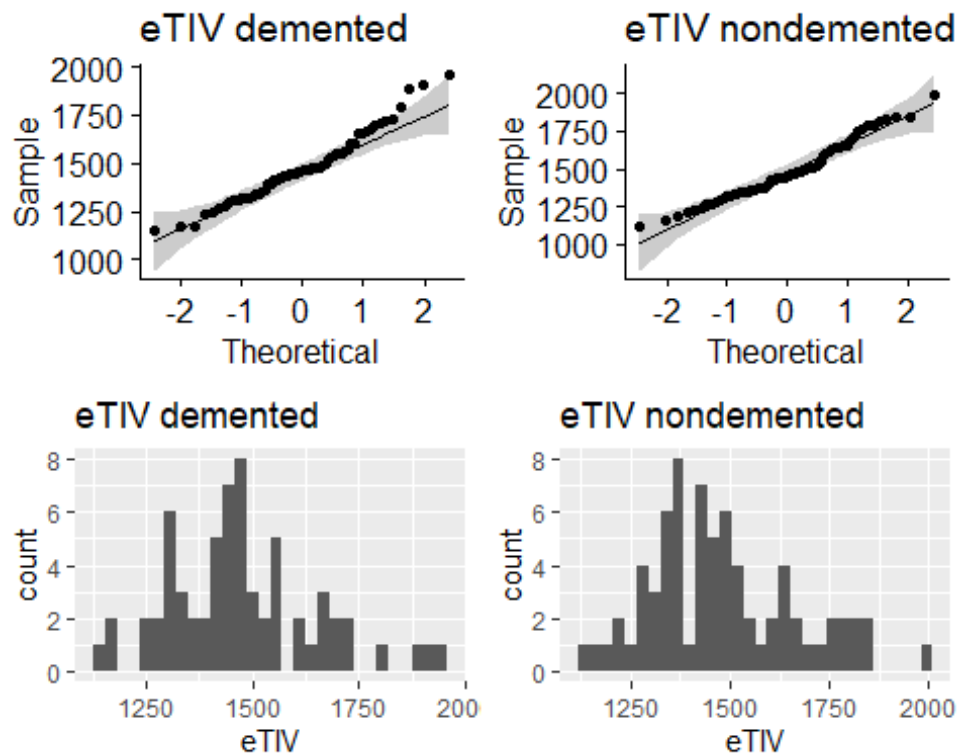 eTIV demented
2000
1750
1500
1250
1000
Sample
-2 -1 0 1 2
Theoretical
eTIV nondemented
2000
1750
1500
1250
1000
Sample
-2 -1 0 1 2
Theoretical
eTIV demented
8
6
4
2
0
count
1250 1500 1750 200
eTIV
eTIV nondemented
8
6
4
2
0
count
1250 1500 1750 2000
eTIV